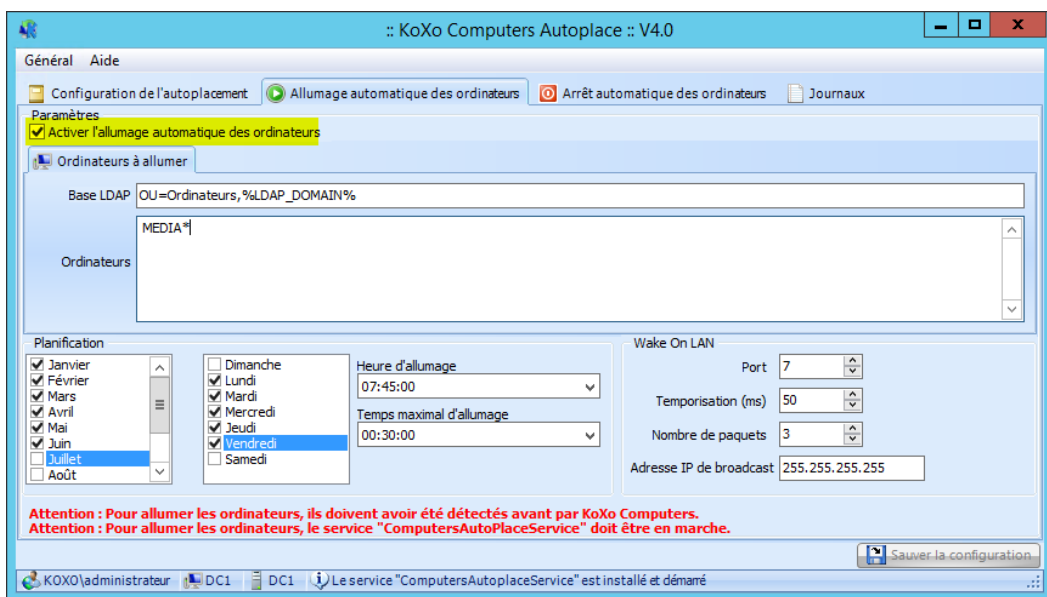 :: KoXo Computers Autoplace :: V4.0
Général Aide
Configuration de l'autoplacement Allumage automatique des ordinateurs Arrêt automatique des ordinateurs Journaux
Paramètres
Activer l'allumage automatique des ordinateurs
Ordinateurs à allumer
Base LDAP OU=Ordinateurs,%LDAP_DOMAIN%
MEDIA*
Ordinateurs
Planification
Janvier
Février
Mars
Avril
Mai
Juin
Juillet
Août
Dimanche
Lundi
Mardi
Mercredi
Jeudi
Vendredi
Samedi
Heure d'allumage
07:45:00
Temps maximal d'allumage
00:30:00
Wake On LAN
Port 7
Temporisation (ms) 50
Nombre de paquets 3
Adresse IP de broadcast 255.255.255.255
Attention : Pour allumer les ordinateurs, ils doivent avoir été détectés avant par KoXo Computers.
Attention : Pour allumer les ordinateurs, le service "ComputersAutoPlaceService" doit être en marche.
Sauver la configuration
KOXO\administrateur DC1 DC1 Le service "ComputersAutoplaceService" est installé et démarré